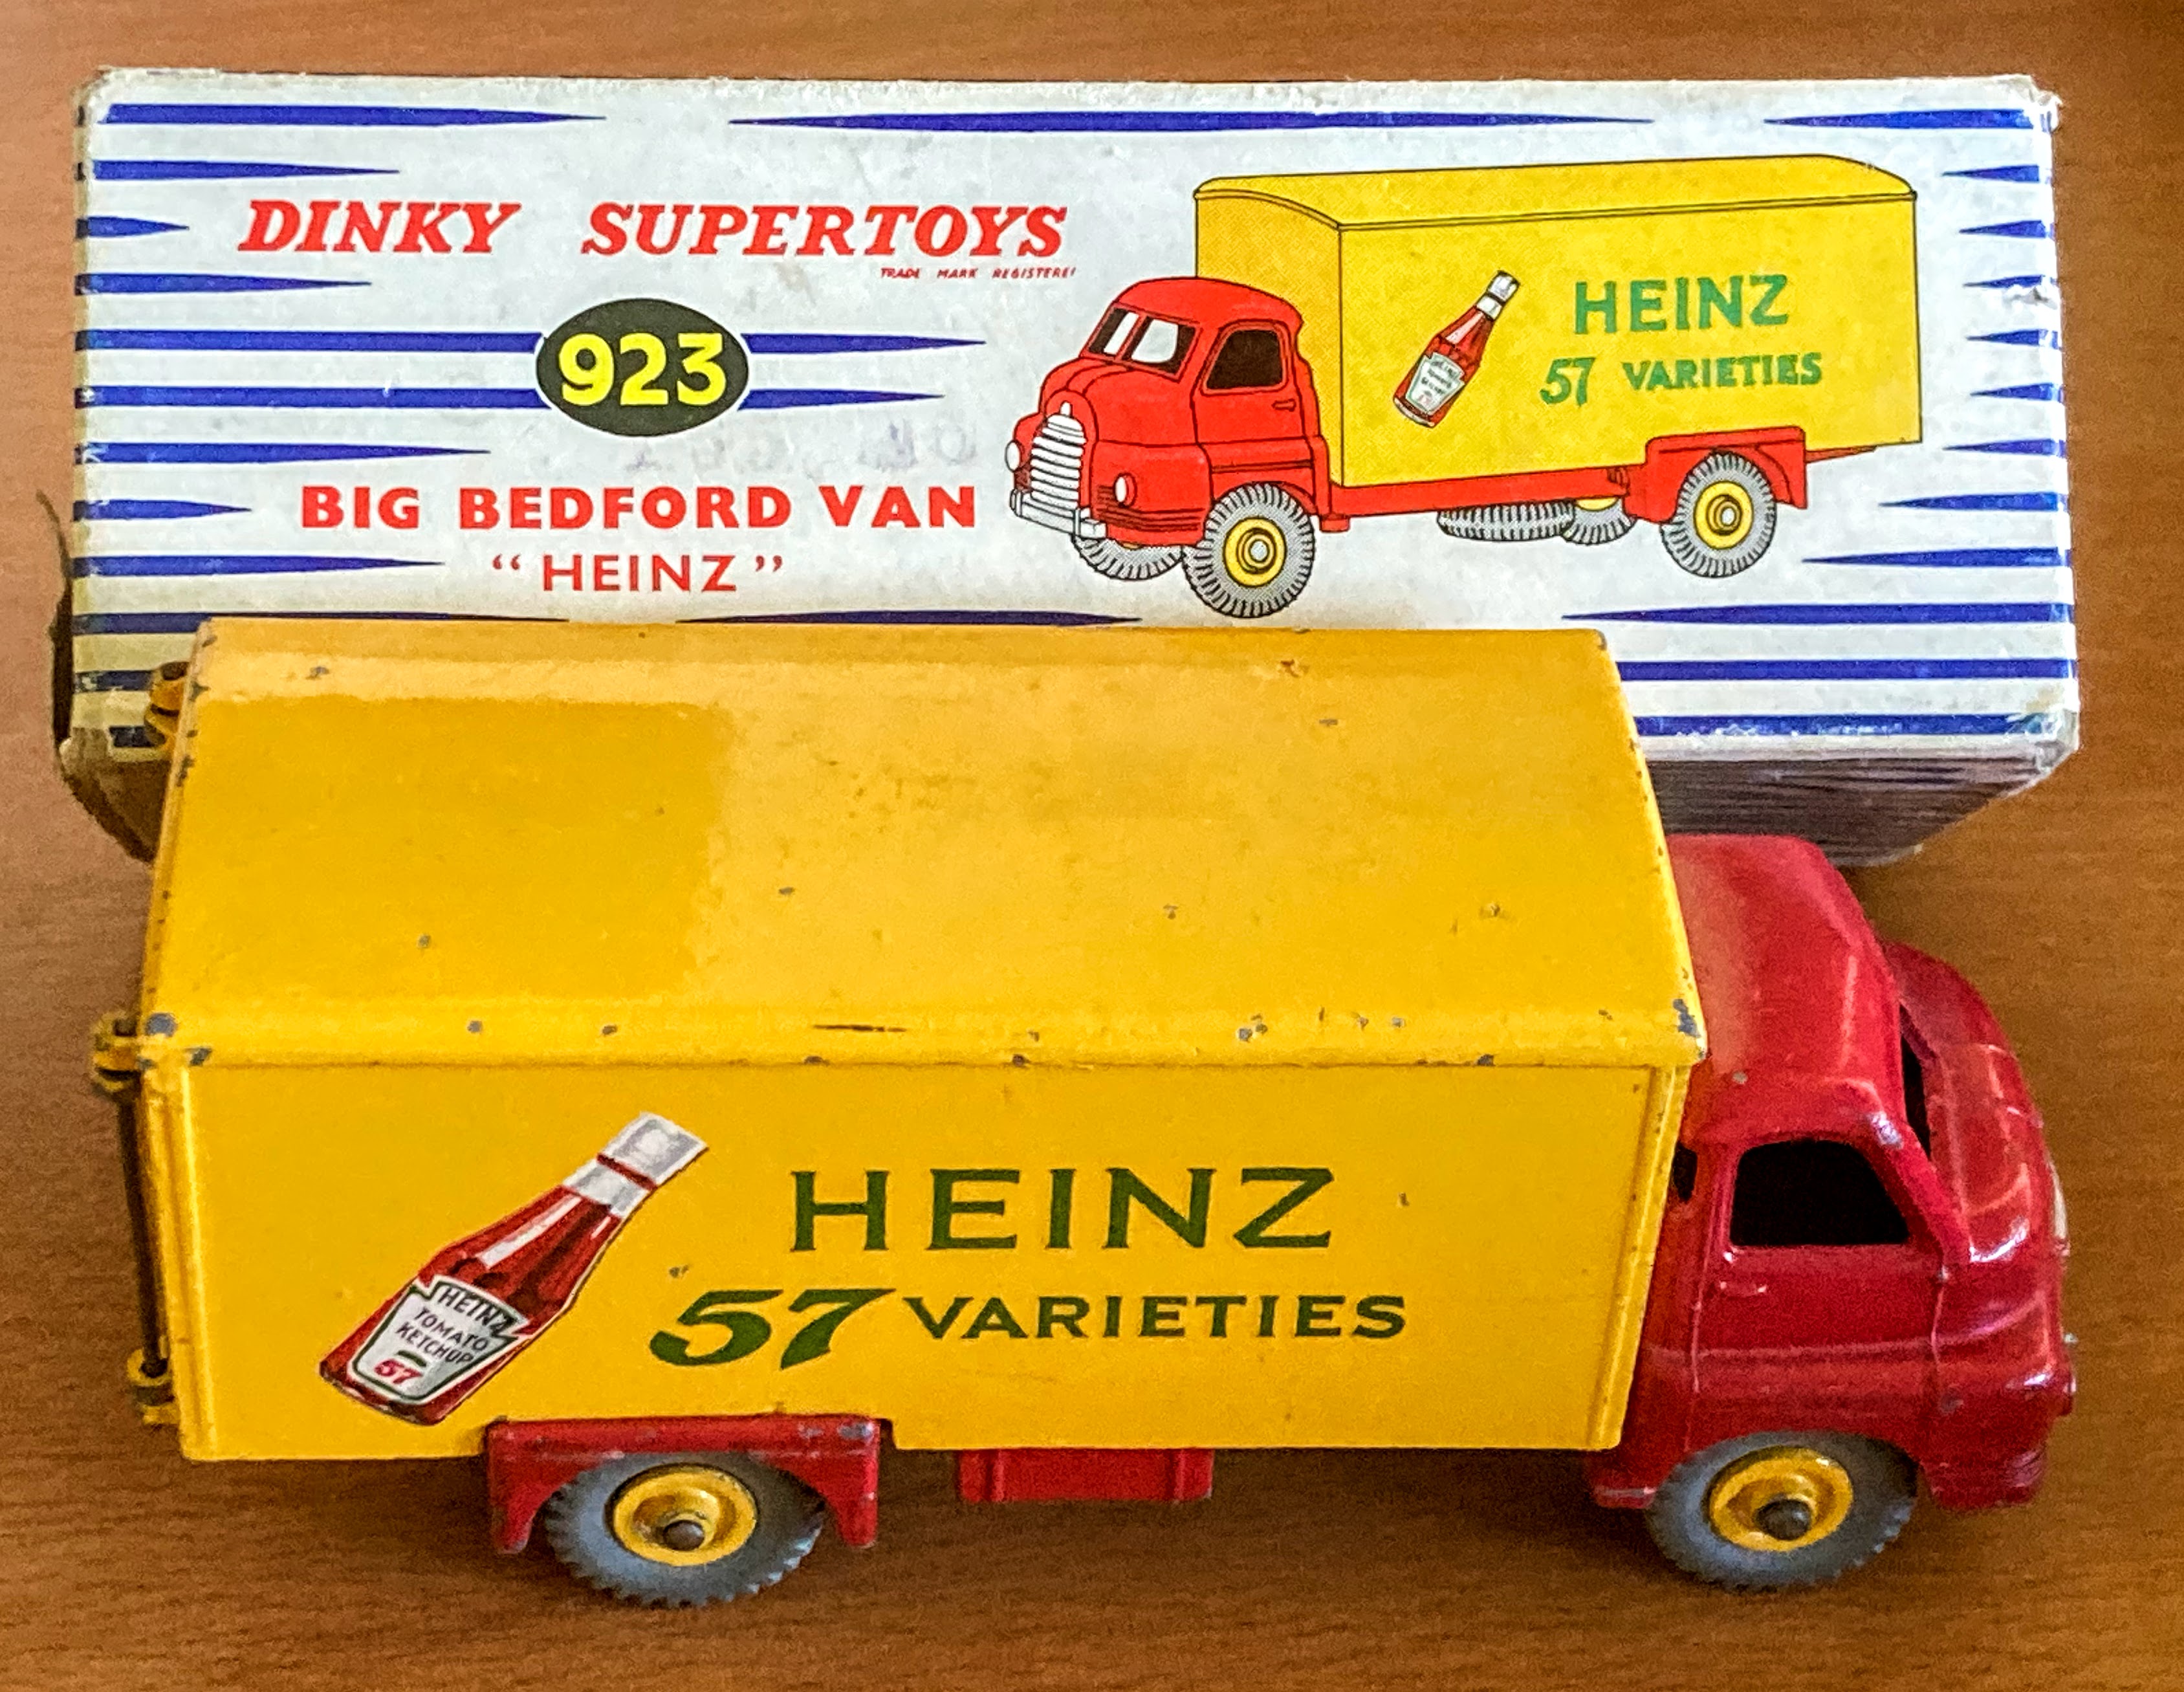 DINKY SUPERTOYS
TRADE MARK REGISTERED
923
HEINZ
57 VARIETIES
BIG BEDFORD VAN
“HEINZ”
HEINZ
57 VARIETIES
HEINZ
TOMATO
KETCHUP
57